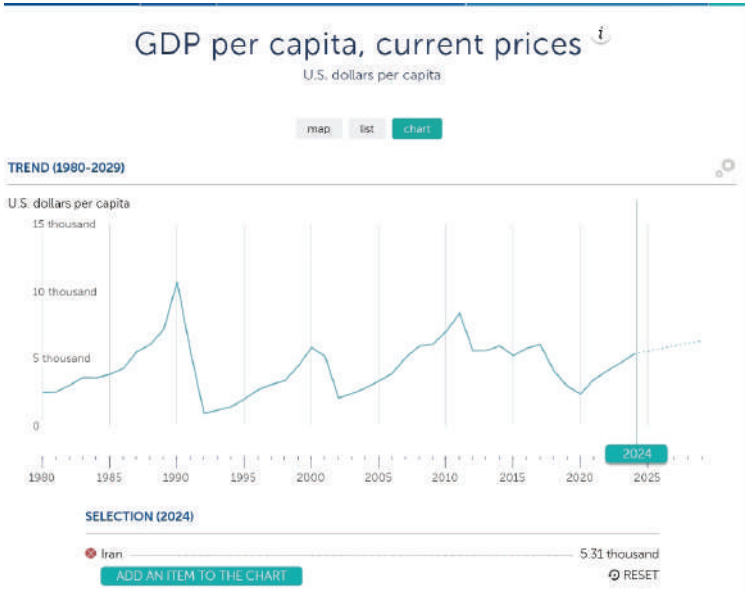 GDP per capita, current prices i
U.S. dollars per capita
map list chart
TREND (1980-2029)
U.S. dollars per capita
15 thousand
10 thousand
5 thousand
0
2024
1980 1985 1990 1995 2000 2005 2010 2015 2020 2025
SELECTION (2024)
Iran 5.31 thousand
ADD AN ITEM TO THE CHART RESET